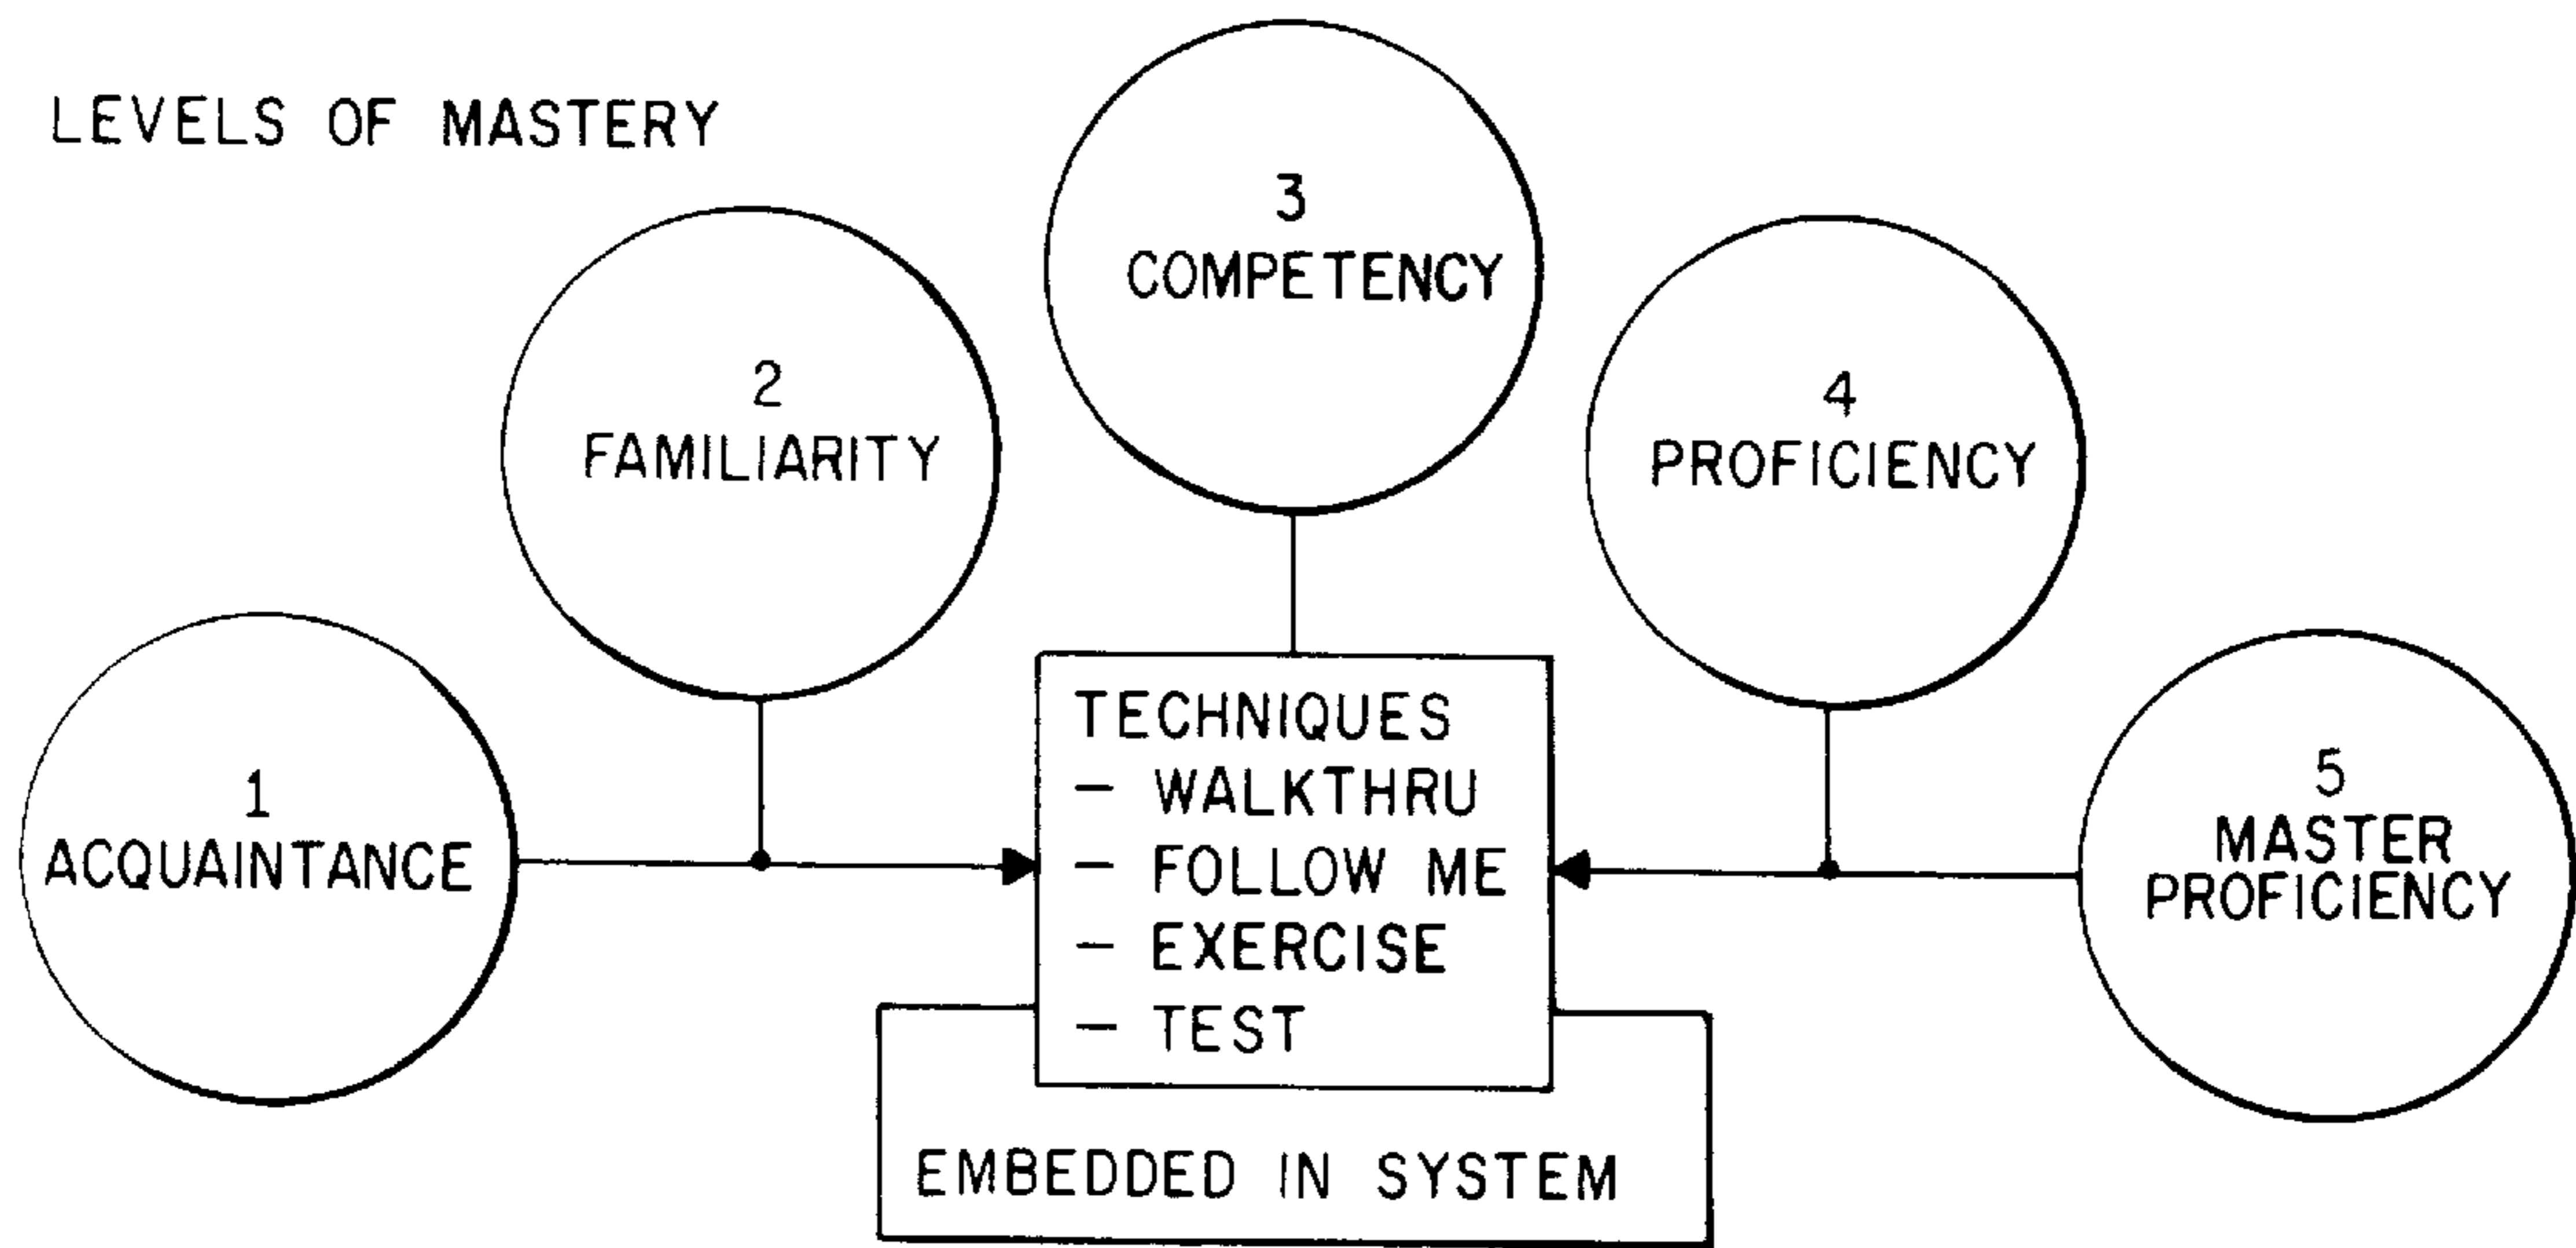 LEVELS OF MASTERY
1
ACQUAINTANCE
2
FAMILIARITY
3
COMPETENCY
4
PROFICIENCY
5
MASTER
PROFICIENCY
TECHNIQUES
— WALKTHRU
— FOLLOW ME
— EXERCISE
— TEST
EMBEDDED IN SYSTEM